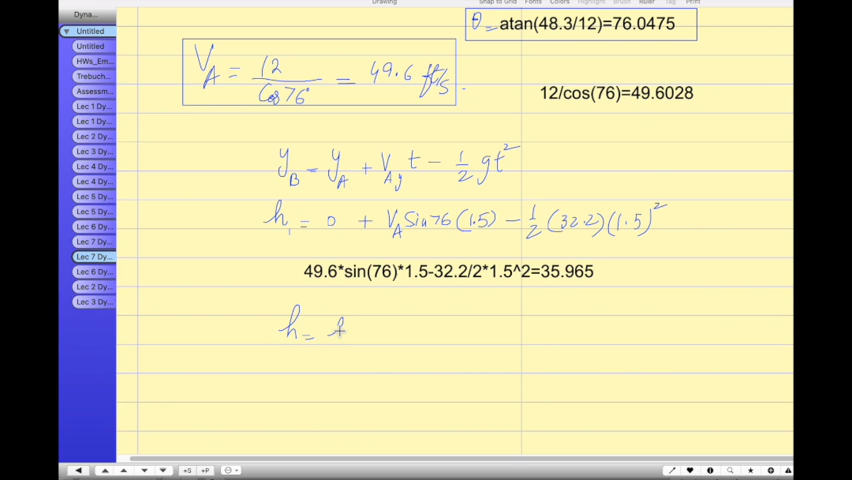 Drawing
Snap to Grid Fonts Colors Highlight Brush Ruler Tag Print
Dyna...
Untitled
Untitled
HWs_Em...
Trebuch...
Assessm...
Lec 1 Dy...
Lec 1 Dy...
Lec 2 Dy...
Lec 3 Dy...
Lec 4 Dy...
Lec 4 Dy...
Lec 5 Dy...
Lec 5 Dy...
Lec 6 Dy...
Lec 7 Dy...
Lec 7 Dy...
Lec 6 Dy...
Lec 2 Dy...
Lec 3 Dy...
θ = atan(48.3/12)=76.0475
V_A = 12 / Cos 76° = 49.6 ft/s.
12/cos(76)=49.6028
y_B = y_A + V_Ay t - 1/2 gt^2
h_1 = 0 + V_A Sin 76 (1.5) - 1/2 (32.2) (1.5)^2
49.6*sin(76)*1.5-32.2/2*1.5^2=35.965
h =
+S +P